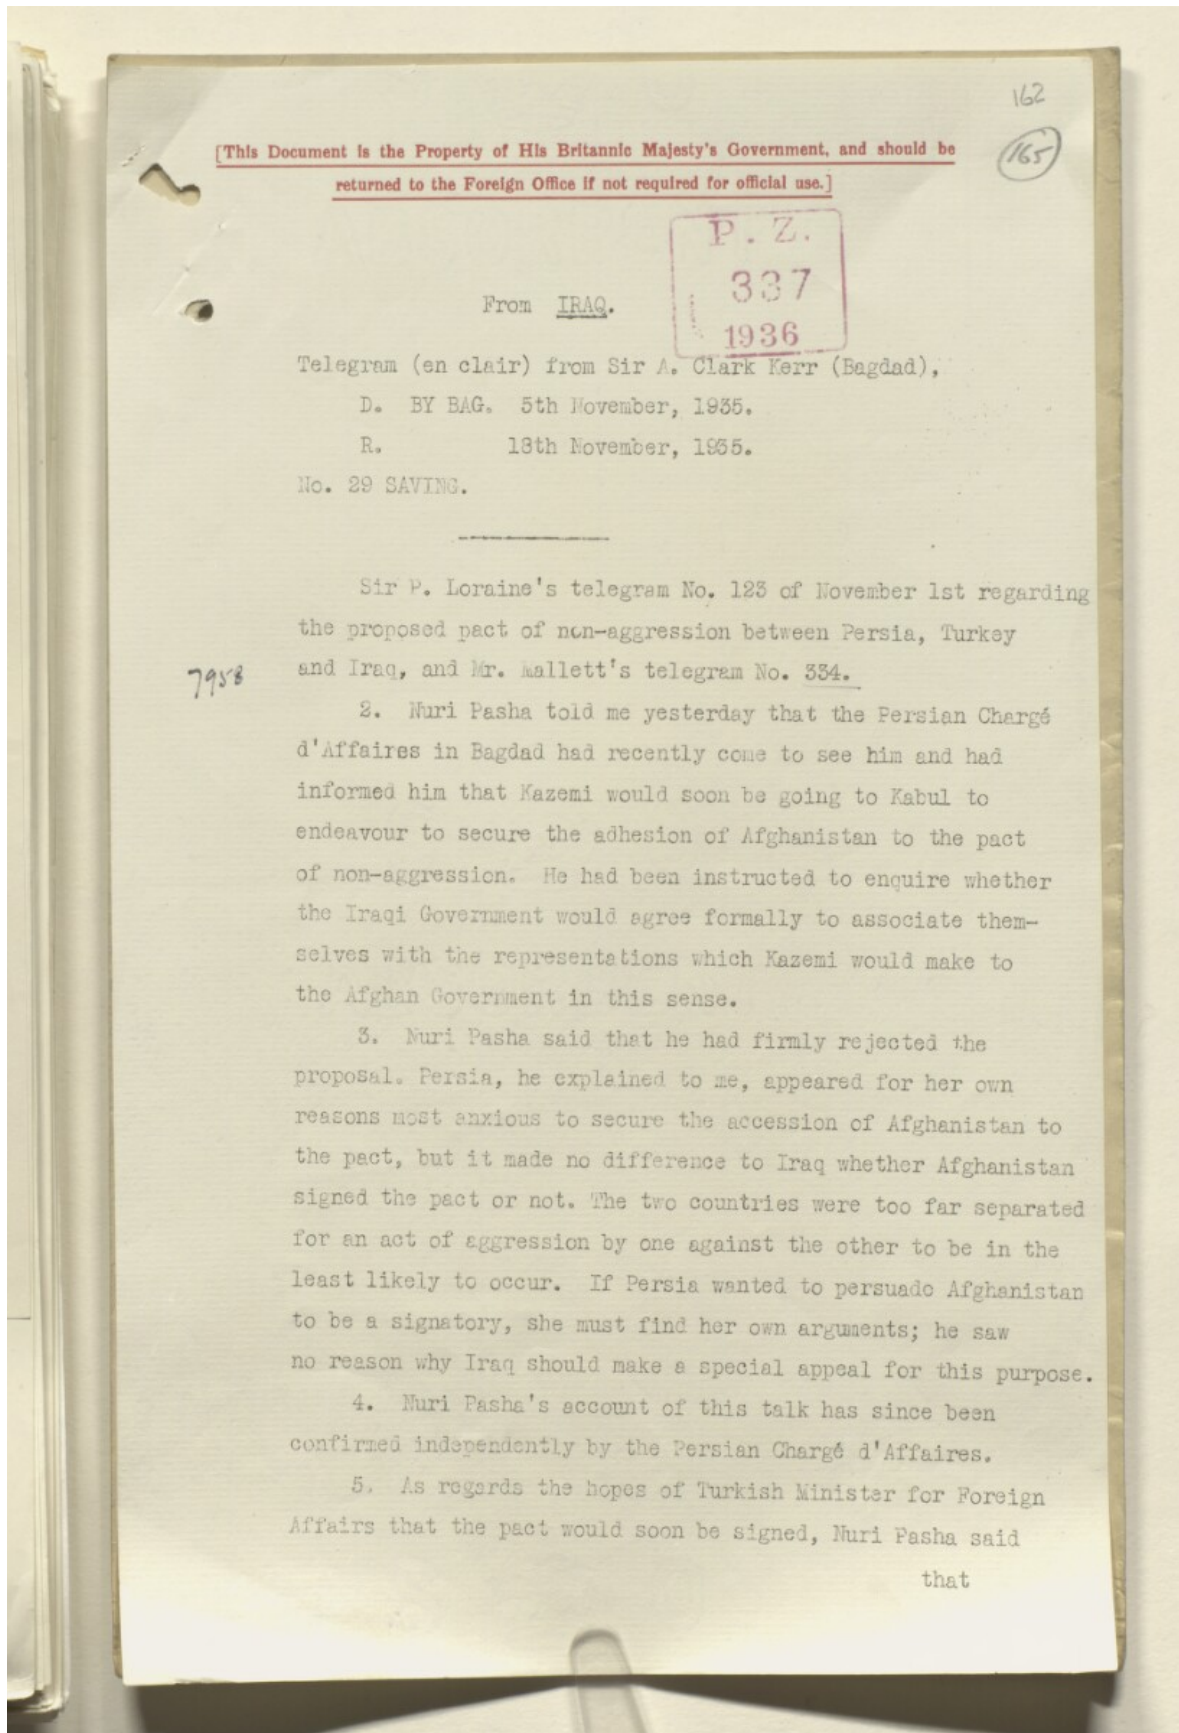 162
165
[This Document is the Property of His Britannic Majesty's Government, and should be
returned to the Foreign Office if not required for official use.]
P. Z.
337
1936
From IRAQ.
Telegram (en clair) from Sir A. Clark Kerr (Bagdad),
D. BY BAG. 5th November, 1935.
R. 18th November, 1935.
No. 29 SAVING.
Sir P. Loraine's telegram No. 123 of November 1st regarding
the proposed pact of non-aggression between Persia, Turkey
and Iraq, and Mr. Mallett's telegram No. 334.
7958
2. Nuri Pasha told me yesterday that the Persian Chargé
d'Affaires in Bagdad had recently come to see him and had
informed him that Kazemi would soon be going to Kabul to
endeavour to secure the adhesion of Afghanistan to the pact
of non-aggression. He had been instructed to enquire whether
the Iraqi Government would agree formally to associate them-
selves with the representations which Kazemi would make to
the Afghan Government in this sense.
3. Nuri Pasha said that he had firmly rejected the
proposal. Persia, he explained to me, appeared for her own
reasons most anxious to secure the accession of Afghanistan to
the pact, but it made no difference to Iraq whether Afghanistan
signed the pact or not. The two countries were too far separated
for an act of aggression by one against the other to be in the
least likely to occur. If Persia wanted to persuade Afghanistan
to be a signatory, she must find her own arguments; he saw
no reason why Iraq should make a special appeal for this purpose.
4. Nuri Pasha's account of this talk has since been
confirmed independently by the Persian Chargé d'Affaires.
5. As regards the hopes of Turkish Minister for Foreign
Affairs that the pact would soon be signed, Nuri Pasha said
that